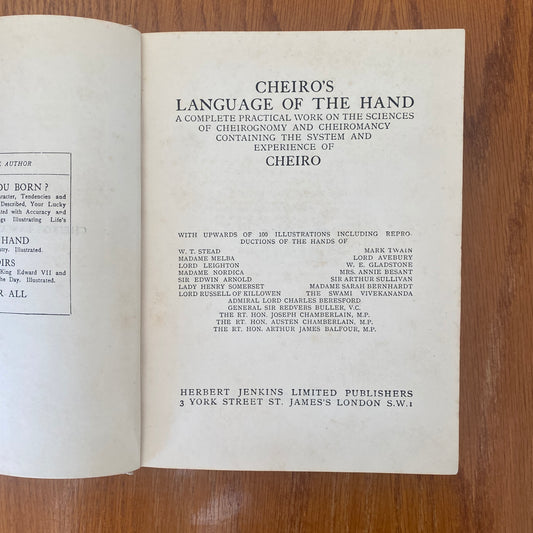 E AUTHOR
OU BORN ?
racter, Tendencies and
Described, Your Lucky
ted with Accuracy and
gs Illustrating Life's
HAND
stry. Illustrated.
OIRS
King Edward VII and
the Day. Illustrated.
R ALL
CHEIRO'S
LANGUAGE OF THE HAND
A COMPLETE PRACTICAL WORK ON THE SCIENCES
OF CHEIROGNOMY AND CHEIROMANCY
CONTAINING THE SYSTEM AND
EXPERIENCE OF
CHEIRO
WITH UPWARDS OF 100 ILLUSTRATIONS INCLUDING REPRO-
DUCTIONS OF THE HANDS OF
W. T. STEAD MARK TWAIN
MADAME MELBA LORD AVEBURY
LORD LEIGHTON W. E. GLADSTONE
MADAME NORDICA MRS. ANNIE BESANT
SIR EDWIN ARNOLD SIR ARTHUR SULLIVAN
LADY HENRY SOMERSET MADAME SARAH BERNHARDT
LORD RUSSELL OF KILLOWEN THE SWAMI VIVEKANANDA
ADMIRAL LORD CHARLES BERESFORD
GENERAL SIR REDVERS BULLER, V.C.
THE RT. HON. JOSEPH CHAMBERLAIN, M.P.
THE RT. HON. AUSTEN CHAMBERLAIN, M.P.
THE RT. HON. ARTHUR JAMES BALFOUR, M.P.
HERBERT JENKINS LIMITED PUBLISHERS
3 YORK STREET ST. JAMES'S LONDON S.W.1